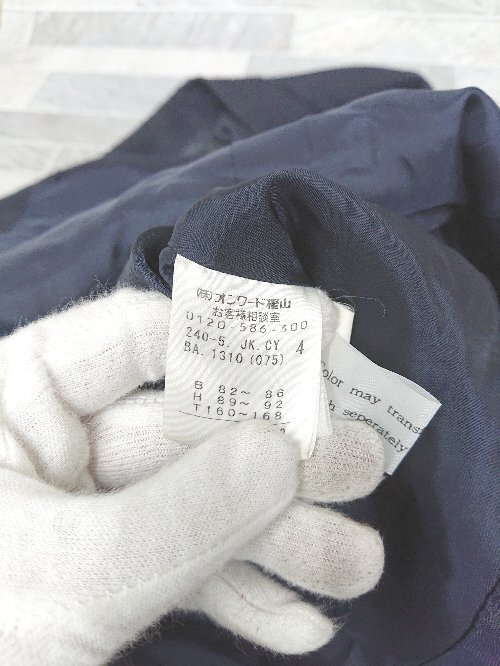 ㈱オンワード樫山
お客様相談室
0120-586-300
240-5. JK.CY 4
BA. 1310 (075)
B 82～ 86
H 89～ 92
T160～168
Color may
seperately